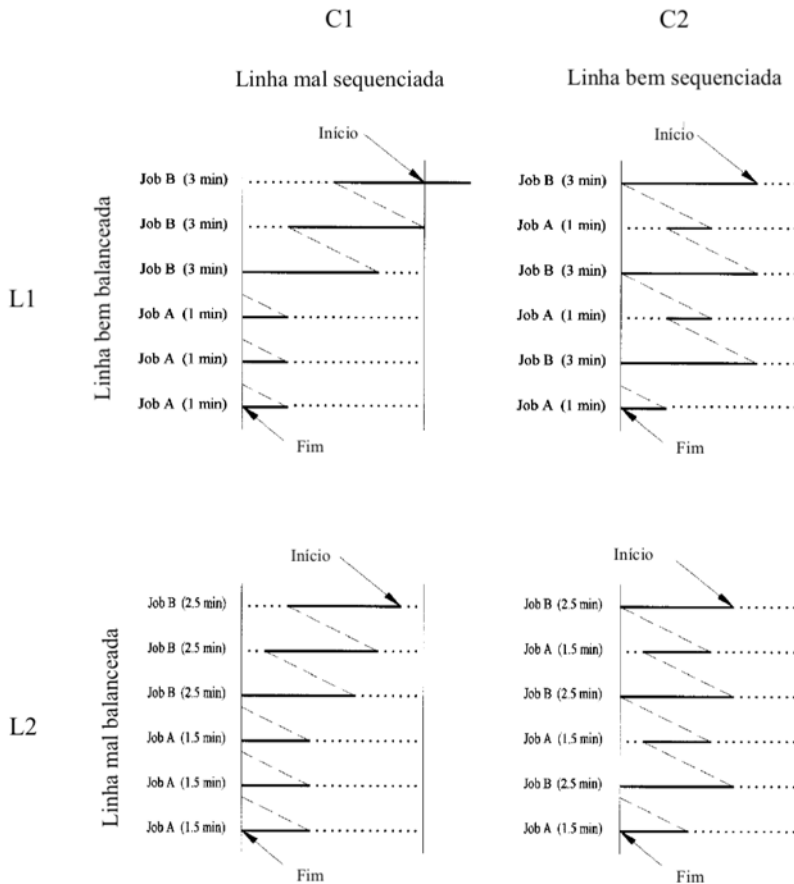 C1
C2
Linha mal sequenciada
Linha bem sequenciada
L1
Linha bem balanceada
Início
Job B (3 min)
Job B (3 min)
Job B (3 min)
Job A (1 min)
Job A (1 min)
Job A (1 min)
Fim
Início
Job B (3 min)
Job A (1 min)
Job B (3 min)
Job A (1 min)
Job B (3 min)
Job A (1 min)
Fim
L2
Linha mal balanceada
Início
Job B (2.5 min)
Job B (2.5 min)
Job B (2.5 min)
Job A (1.5 min)
Job A (1.5 min)
Job A (1.5 min)
Fim
Início
Job B (2.5 min)
Job A (1.5 min)
Job B (2.5 min)
Job A (1.5 min)
Job B (2.5 min)
Job A (1.5 min)
Fim